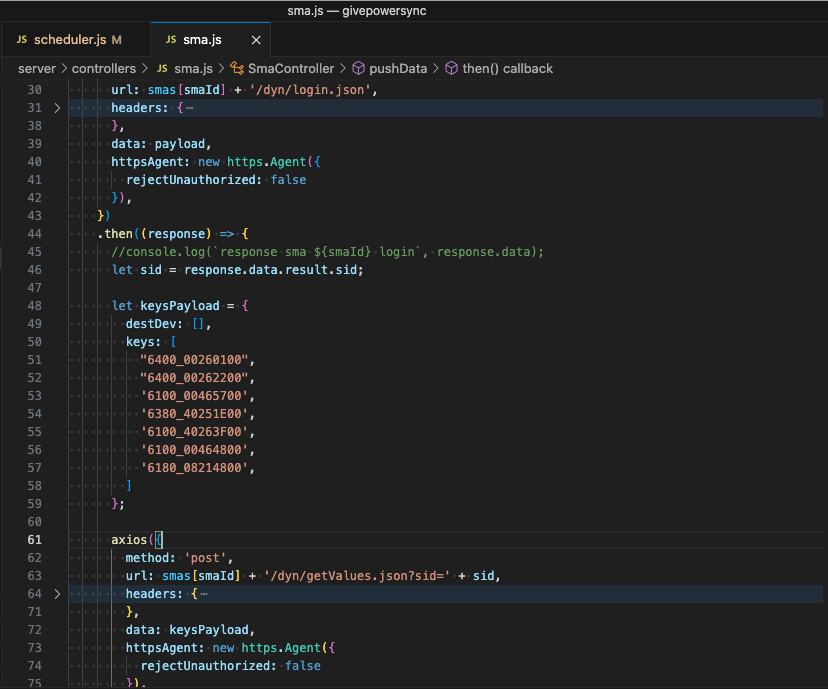 sma.js — givepowersync
JS scheduler.js M JS sma.js ×
server > controllers > JS sma.js > SmaController > pushData > then() callback
30 url: smas[smaId] + '/dyn/login.json',
31 > headers: {⋯
38 },
39 data: payload,
40 httpsAgent: new https.Agent({
41 rejectUnauthorized: false
42 }),
43 })
44 .then((response) => {
45 //console.log(`response sma ${smaId} login`, response.data);
46 let sid = response.data.result.sid;
47
48 let keysPayload = {
49 destDev: [],
50 keys: [
51 "6400_00260100",
52 "6400_00262200",
53 '6100_00465700',
54 '6380_40251E00',
55 '6100_40263F00',
56 '6100_00464800',
57 '6180_08214800',
58 ]
59 };
60
61 axios({
62 method: 'post',
63 url: smas[smaId] + '/dyn/getValues.json?sid=' + sid,
64 > headers: {⋯
71 },
72 data: keysPayload,
73 httpsAgent: new https.Agent({
74 rejectUnauthorized: false
75 }),